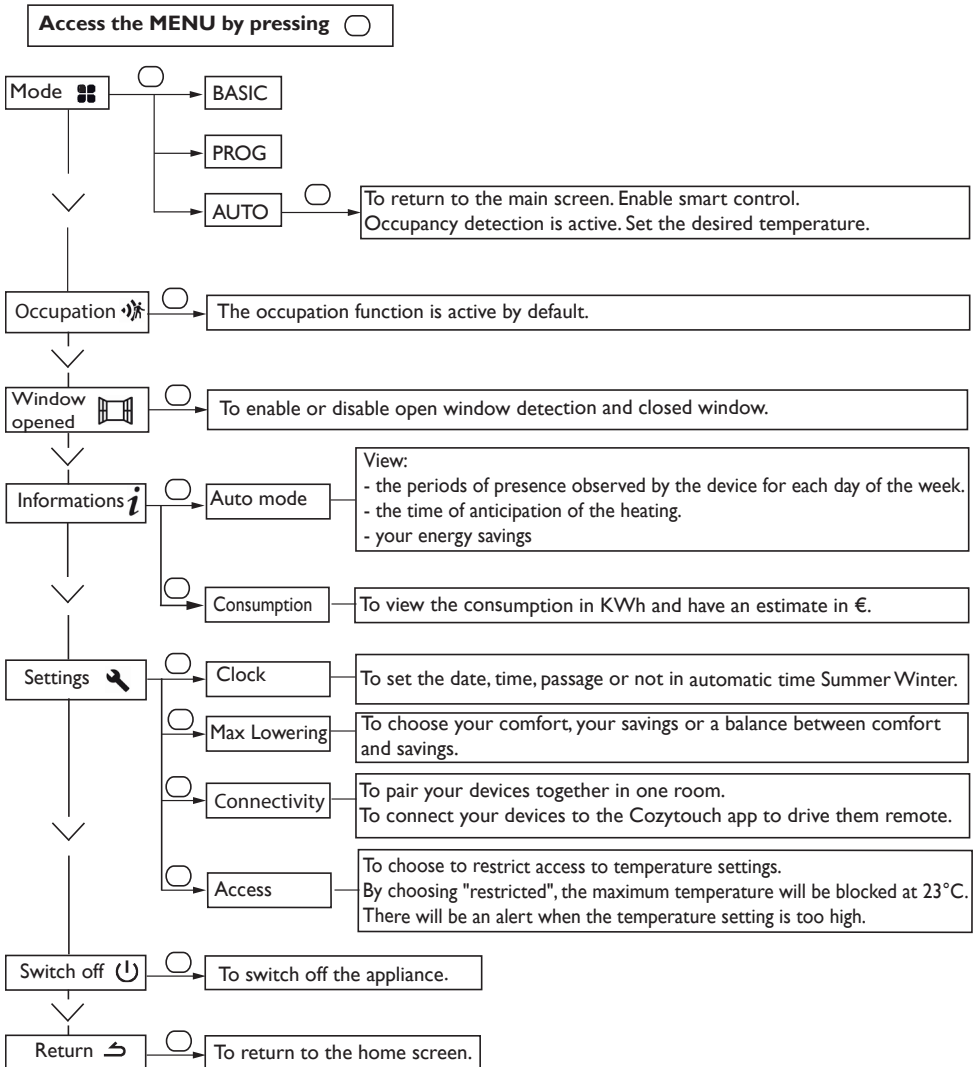 Access the MENU by pressing
Mode
BASIC
PROG
AUTO
To return to the main screen. Enable smart control.
Occupancy detection is active. Set the desired temperature.
Occupation
The occupation function is active by default.
Window
opened
To enable or disable open window detection and closed window.
Informations i
Auto mode
View:
- the periods of presence observed by the device for each day of the week.
- the time of anticipation of the heating.
- your energy savings
Consumption
To view the consumption in KWh and have an estimate in €.
Settings
Clock
To set the date, time, passage or not in automatic time Summer Winter.
Max Lowering
To choose your comfort, your savings or a balance between comfort
and savings.
Connectivity
To pair your devices together in one room.
To connect your devices to the Cozytouch app to drive them remote.
Access
To choose to restrict access to temperature settings.
By choosing "restricted", the maximum temperature will be blocked at 23°C.
There will be an alert when the temperature setting is too high.
Switch off
To switch off the appliance.
Return
To return to the home screen.